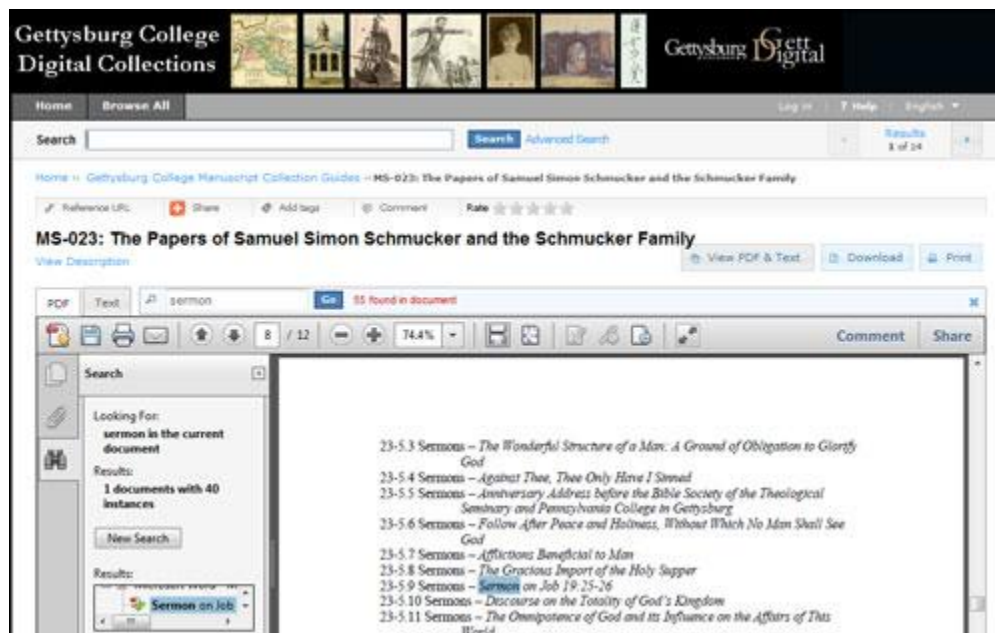 Gettysburg College
Digital Collections
Gettysburg
Gett
Digital
Home Browse All Log in ? Help English
Search Search Advanced Search Results
1 of 14
Home » Gettysburg College Manuscript Collection Guides » MS-023: The Papers of Samuel Simon Schmucker and the Schmucker Family
Reference URL Share Add tags Comment Rate
MS-023: The Papers of Samuel Simon Schmucker and the Schmucker Family
View Description View PDF & Text Download Print
PDF Text sermon Go 55 found in document
8 / 12 74.4% Comment Share
Search
Looking For:
sermon in the current
document
Results:
1 documents with 40
instances
New Search
Results:
Sermon on Job
23-5.3 Sermons – The Wonderful Structure of a Man: A Ground of Obligation to Glorify
God
23-5.4 Sermons – Against Thee, Thee Only Have I Sinned
23-5.5 Sermons – Anniversary Address before the Bible Society of the Theological
Seminary and Pennsylvania College in Gettysburg
23-5.6 Sermons – Follow After Peace and Holiness, Without Which No Man Shall See
God
23-5.7 Sermons – Afflictions Beneficial to Man
23-5.8 Sermons – The Gracious Import of the Holy Supper
23-5.9 Sermons – Sermon on Job 19:25-26
23-5.10 Sermons – Discourse on the Totality of God's Kingdom
23-5.11 Sermons – The Omnipotence of God and its Influence on the Affairs of This
World